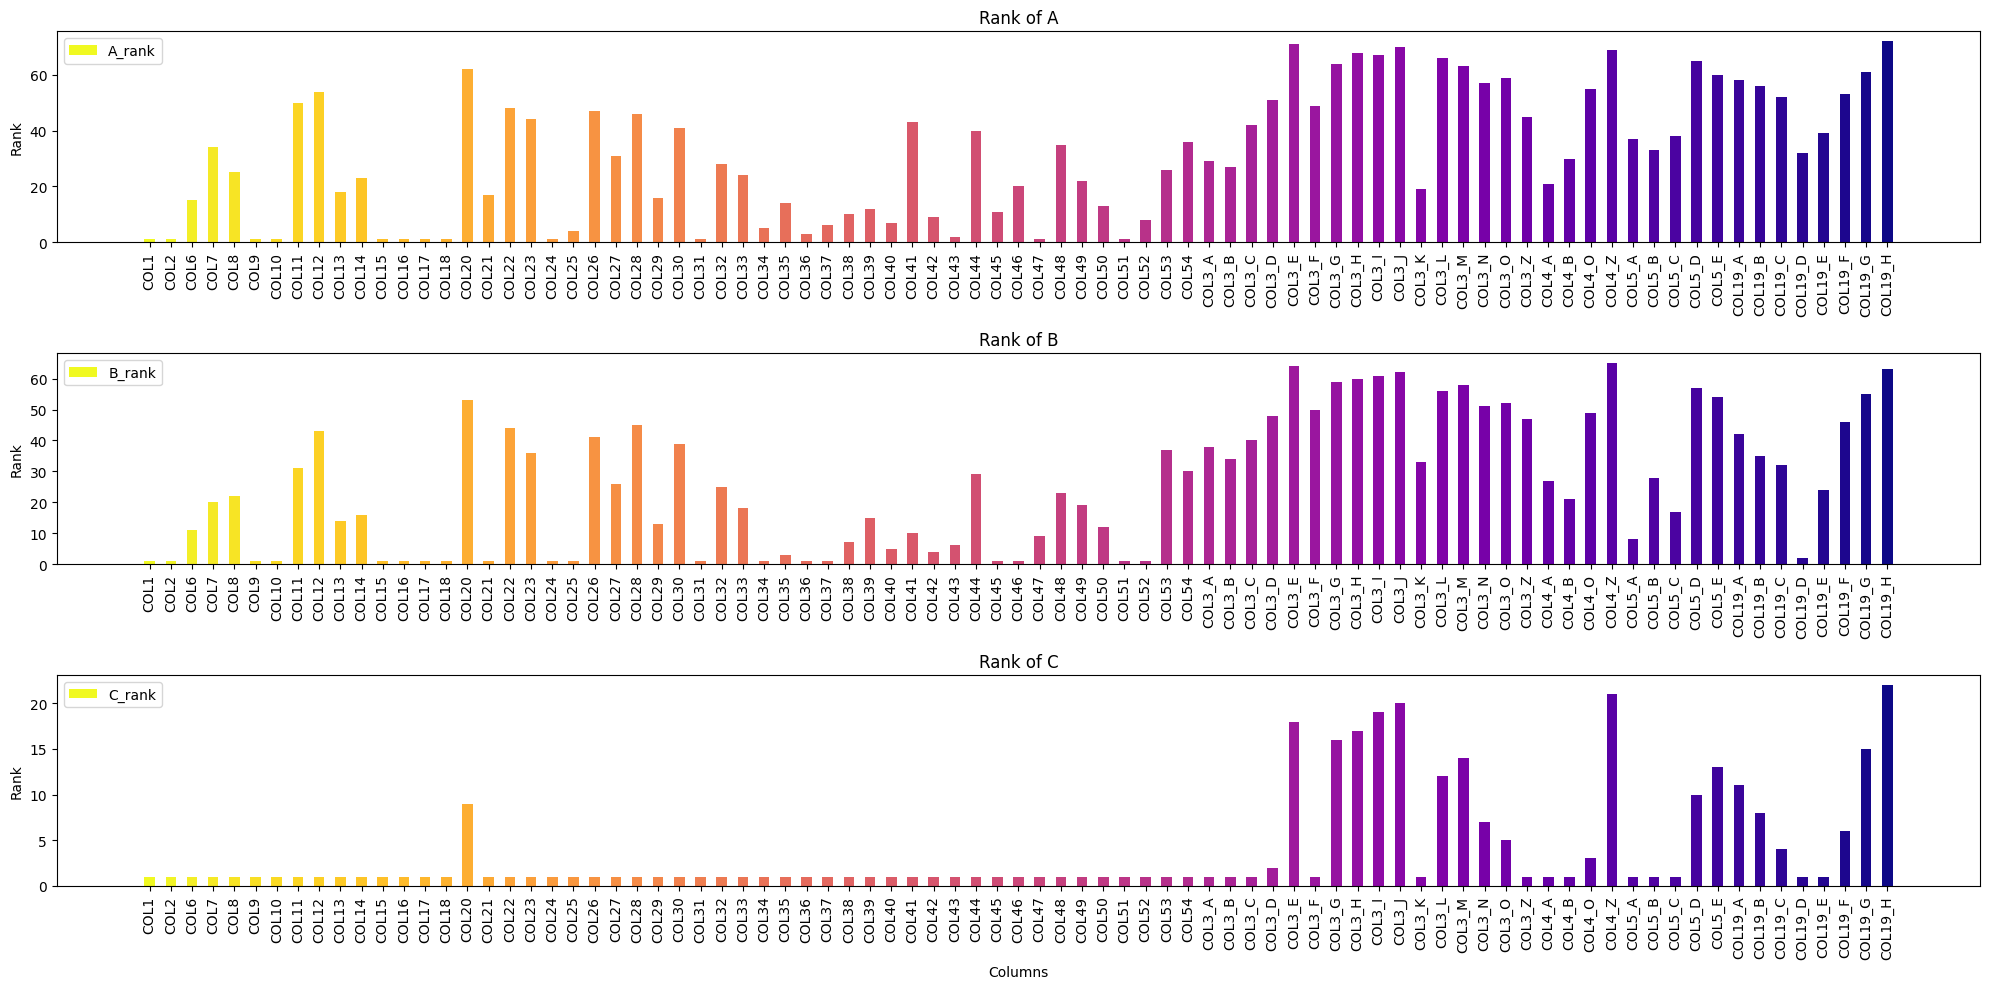 Rank of A
A_rank
Rank
60
40
20
0
COL1 COL2 COL6 COL7 COL8 COL9 COL10 COL11 COL12 COL13 COL14 COL15 COL16 COL17 COL18 COL20 COL21 COL22 COL23 COL24 COL25 COL26 COL27 COL28 COL29 COL30 COL31 COL32 COL33 COL34 COL35 COL36 COL37 COL38 COL39 COL40 COL41 COL42 COL43 COL44 COL45 COL46 COL47 COL48 COL49 COL50 COL51 COL52 COL53 COL54 COL3_A COL3_B COL3_C COL3_D COL3_E COL3_F COL3_G COL3_H COL3_I COL3_J COL3_K COL3_L COL3_M COL3_N COL3_O COL3_Z COL4_A COL4_B COL4_O COL4_Z COL5_A COL5_B COL5_C COL5_D COL5_E COL19_A COL19_B COL19_C COL19_D COL19_E COL19_F COL19_G COL19_H
Rank of B
B_rank
Rank
60
50
40
30
20
10
0
COL1 COL2 COL6 COL7 COL8 COL9 COL10 COL11 COL12 COL13 COL14 COL15 COL16 COL17 COL18 COL20 COL21 COL22 COL23 COL24 COL25 COL26 COL27 COL28 COL29 COL30 COL31 COL32 COL33 COL34 COL35 COL36 COL37 COL38 COL39 COL40 COL41 COL42 COL43 COL44 COL45 COL46 COL47 COL48 COL49 COL50 COL51 COL52 COL53 COL54 COL3_A COL3_B COL3_C COL3_D COL3_E COL3_F COL3_G COL3_H COL3_I COL3_J COL3_K COL3_L COL3_M COL3_N COL3_O COL3_Z COL4_A COL4_B COL4_O COL4_Z COL5_A COL5_B COL5_C COL5_D COL5_E COL19_A COL19_B COL19_C COL19_D COL19_E COL19_F COL19_G COL19_H
Rank of C
C_rank
Rank
20
15
10
5
0
COL1 COL2 COL6 COL7 COL8 COL9 COL10 COL11 COL12 COL13 COL14 COL15 COL16 COL17 COL18 COL20 COL21 COL22 COL23 COL24 COL25 COL26 COL27 COL28 COL29 COL30 COL31 COL32 COL33 COL34 COL35 COL36 COL37 COL38 COL39 COL40 COL41 COL42 COL43 COL44 COL45 COL46 COL47 COL48 COL49 COL50 COL51 COL52 COL53 COL54 COL3_A COL3_B COL3_C COL3_D COL3_E COL3_F COL3_G COL3_H COL3_I COL3_J COL3_K COL3_L COL3_M COL3_N COL3_O COL3_Z COL4_A COL4_B COL4_O COL4_Z COL5_A COL5_B COL5_C COL5_D COL5_E COL19_A COL19_B COL19_C COL19_D COL19_E COL19_F COL19_G COL19_H
Columns